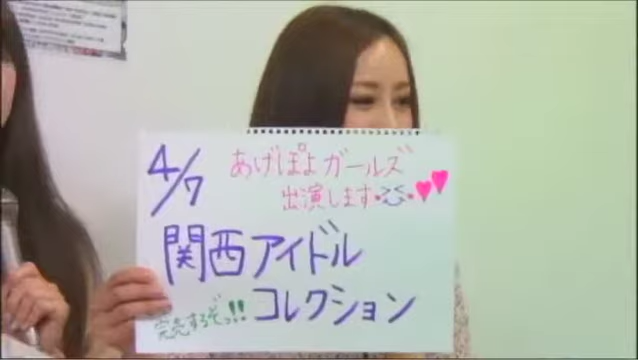 4/7
あげぽよガールズ
出演します
関西アイドル
コレクション
完売するぞっ!!